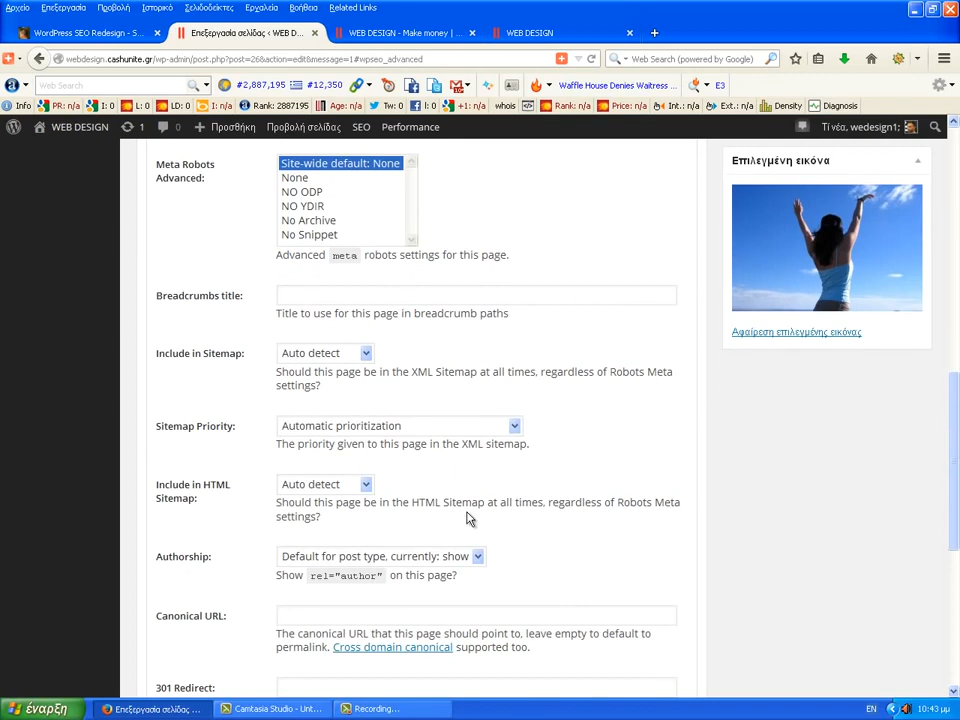 Αρχείο Επεξεργασία Προβολή Ιστορικό Σελιδοδείκτες Εργαλεία Βοήθεια Related Links
WordPress SEO Redesign - S... Επεξεργασία σελίδας ‹ WEB D... WEB DESIGN - Make money | ... WEB DESIGN
webdesign.cashunite.gr/wp-admin/post.php?post=26&action=edit&message=1#wpseo_advanced
Web Search (powered by Google)
Web Search #2,887,195 #12,350 Waffle House Denies Waitress ... E3
Info PR: n/a I: 0 L: 0 LD: 0 I: n/a Rank: 2887195 Age: n/a Tw: 0 l: 0 +1: n/a whois Rank: n/a Price: n/a Int.: n/a Ext.: n/a Density Diagnosis
WEB DESIGN 1 0 Προσθήκη Προβολή σελίδας SEO Performance Τι νέα, wedesign1;
Meta Robots Advanced:
Site-wide default: None
None
NO ODP
NO YDIR
No Archive
No Snippet
Advanced meta robots settings for this page.
Breadcrumbs title:
Title to use for this page in breadcrumb paths
Include in Sitemap: Auto detect
Should this page be in the XML Sitemap at all times, regardless of Robots Meta
settings?
Sitemap Priority: Automatic prioritization
The priority given to this page in the XML sitemap.
Include in HTML Sitemap: Auto detect
Should this page be in the HTML Sitemap at all times, regardless of Robots Meta
settings?
Authorship: Default for post type, currently: show
Show rel="author" on this page?
Canonical URL:
The canonical URL that this page should point to, leave empty to default to
permalink. Cross domain canonical supported too.
301 Redirect:
Επιλεγμένη εικόνα
Αφαίρεση επιλεγμένης εικόνας
έναρξη Επεξεργασία σελίδας ... Camtasia Studio - Unt... Recording... EN 10:43 μμ